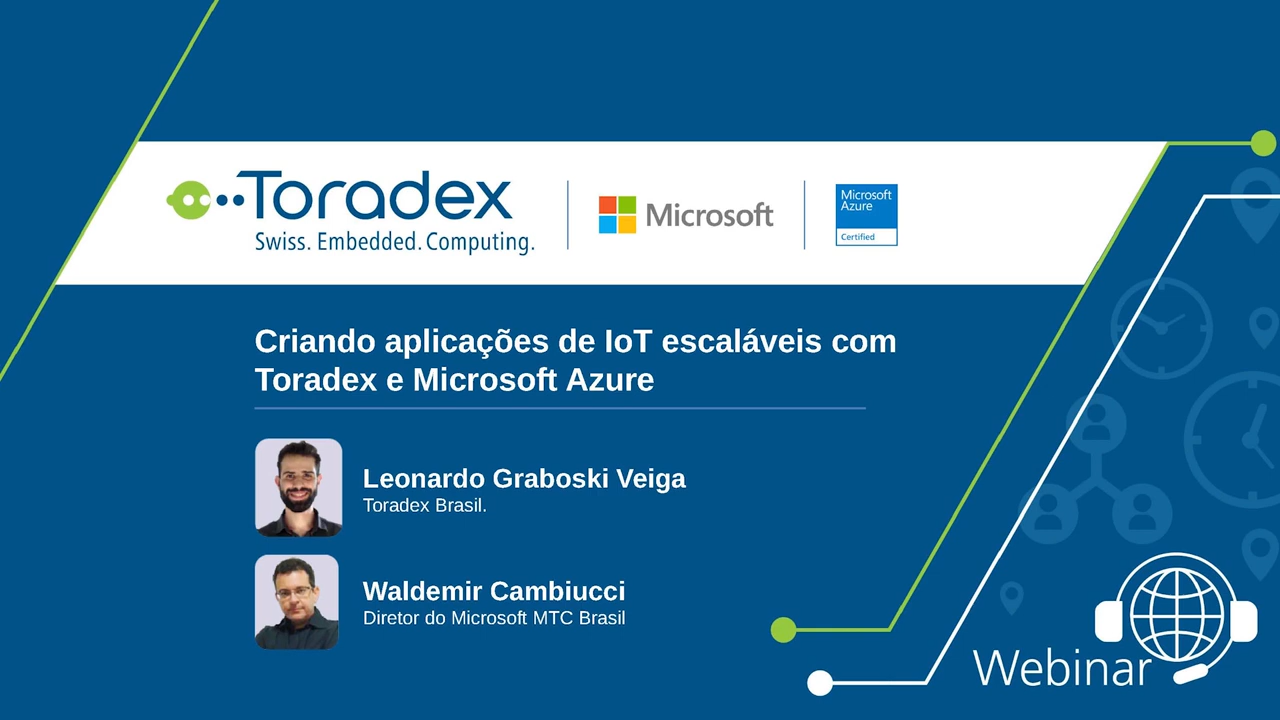 Toradex
Swiss. Embedded. Computing.
Microsoft
Microsoft
Azure
Certified
Criando aplicações de IoT escaláveis com
Toradex e Microsoft Azure
Leonardo Graboski Veiga
Toradex Brasil.
Waldemir Cambiucci
Diretor do Microsoft MTC Brasil
Webinar